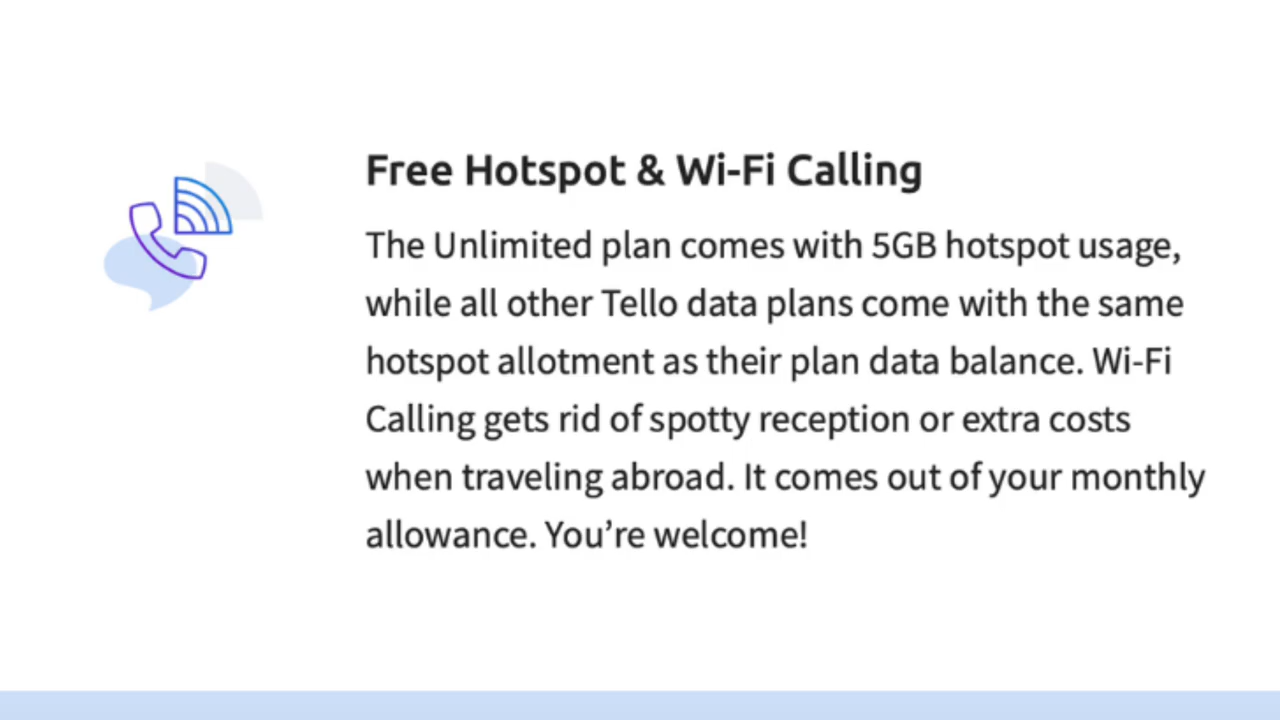 Free Hotspot & Wi-Fi Calling
The Unlimited plan comes with 5GB hotspot usage,
while all other Tello data plans come with the same
hotspot allotment as their plan data balance. Wi-Fi
Calling gets rid of spotty reception or extra costs
when traveling abroad. It comes out of your monthly
allowance. You’re welcome!